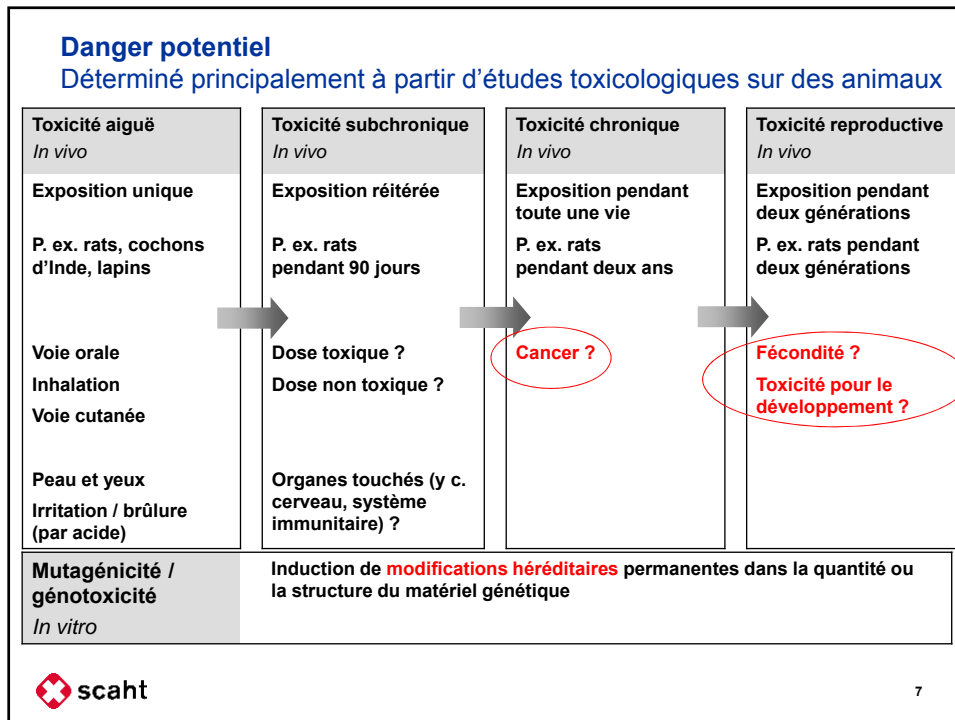 Danger potentiel
Déterminé principalement à partir d'études toxicologiques sur des animaux
Toxicité aiguë
In vivo
Exposition unique
P. ex. rats, cochons
d'Inde, lapins
Voie orale
Inhalation
Voie cutanée
Peau et yeux
Irritation / brûlure
(par acide)
Toxicité subchronique
In vivo
Exposition réitérée
P. ex. rats
pendant 90 jours
Dose toxique ?
Dose non toxique ?
Organes touchés (y c.
cerveau, système
immunitaire) ?
Toxicité chronique
In vivo
Exposition pendant
toute une vie
P. ex. rats
pendant deux ans
Cancer ?
Toxicité reproductive
In vivo
Exposition pendant
deux générations
P. ex. rats pendant
deux générations
Fécondité ?
Toxicité pour le
développement ?
Mutagénicité /
génotoxicité
In vitro
Induction de modifications héréditaires permanentes dans la quantité ou
la structure du matériel génétique
scaht
7